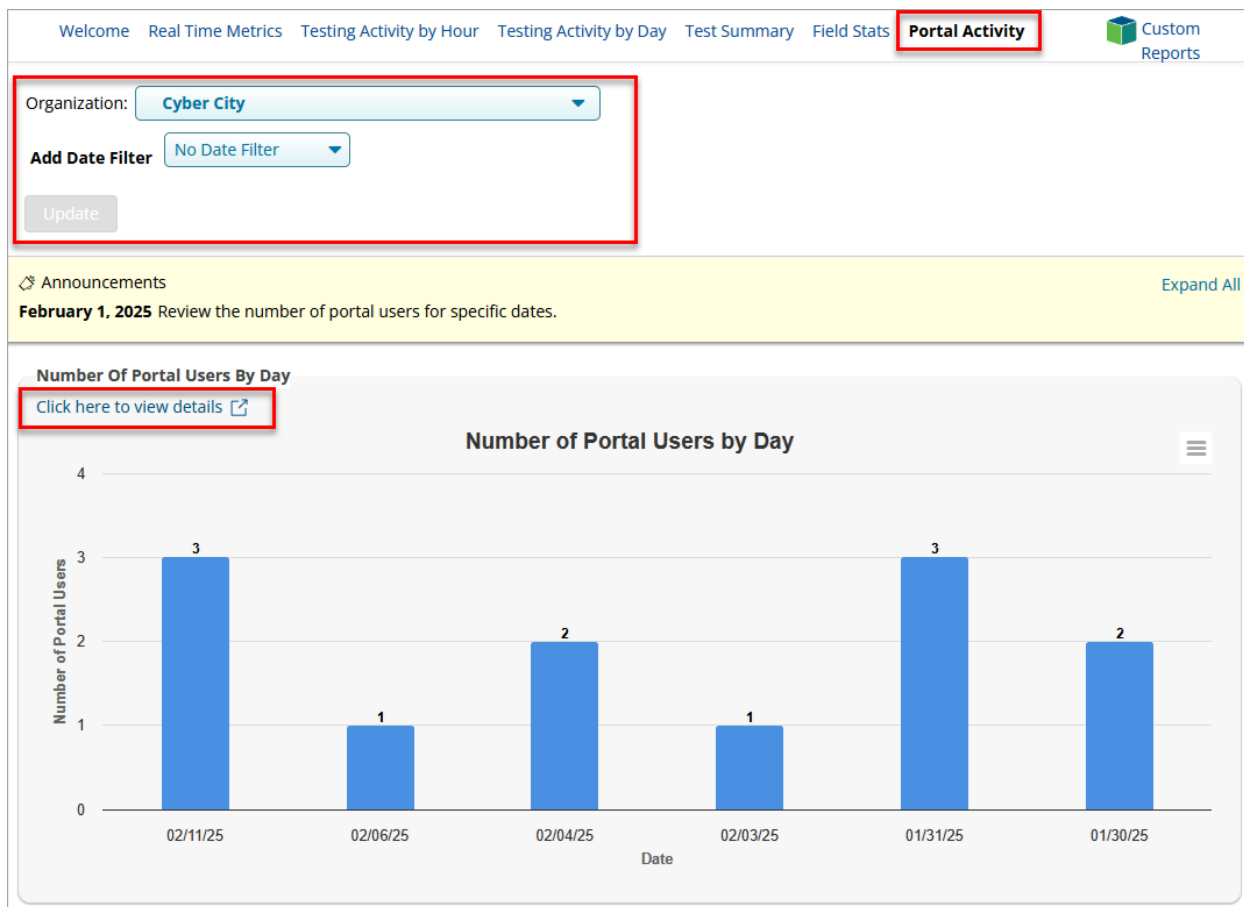 Welcome Real Time Metrics Testing Activity by Hour Testing Activity by Day Test Summary Field Stats Portal Activity Custom
Reports
Organization: Cyber City
Add Date Filter No Date Filter
Update
Announcements Expand All
February 1, 2025 Review the number of portal users for specific dates.
Number Of Portal Users By Day
Click here to view details
Number of Portal Users by Day
4
3
2
1
0
Number of Portal Users
3
1
2
1
3
2
02/11/25 02/06/25 02/04/25 02/03/25 01/31/25 01/30/25
Date